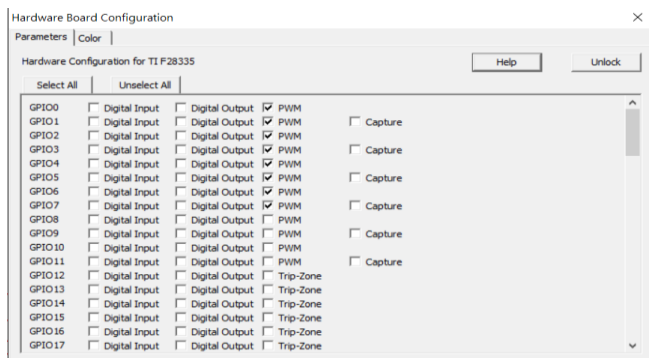 Hardware Board Configuration
Parameters Color
Hardware Configuration for TI F28335 Help Unlock
Select All Unselect All
GPIO0 Digital Input Digital Output PWM
GPIO1 Digital Input Digital Output PWM Capture
GPIO2 Digital Input Digital Output PWM
GPIO3 Digital Input Digital Output PWM Capture
GPIO4 Digital Input Digital Output PWM
GPIO5 Digital Input Digital Output PWM Capture
GPIO6 Digital Input Digital Output PWM
GPIO7 Digital Input Digital Output PWM Capture
GPIO8 Digital Input Digital Output PWM
GPIO9 Digital Input Digital Output PWM Capture
GPIO10 Digital Input Digital Output PWM
GPIO11 Digital Input Digital Output PWM Capture
GPIO12 Digital Input Digital Output Trip-Zone
GPIO13 Digital Input Digital Output Trip-Zone
GPIO14 Digital Input Digital Output Trip-Zone
GPIO15 Digital Input Digital Output Trip-Zone
GPIO16 Digital Input Digital Output Trip-Zone
GPIO17 Digital Input Digital Output Trip-Zone